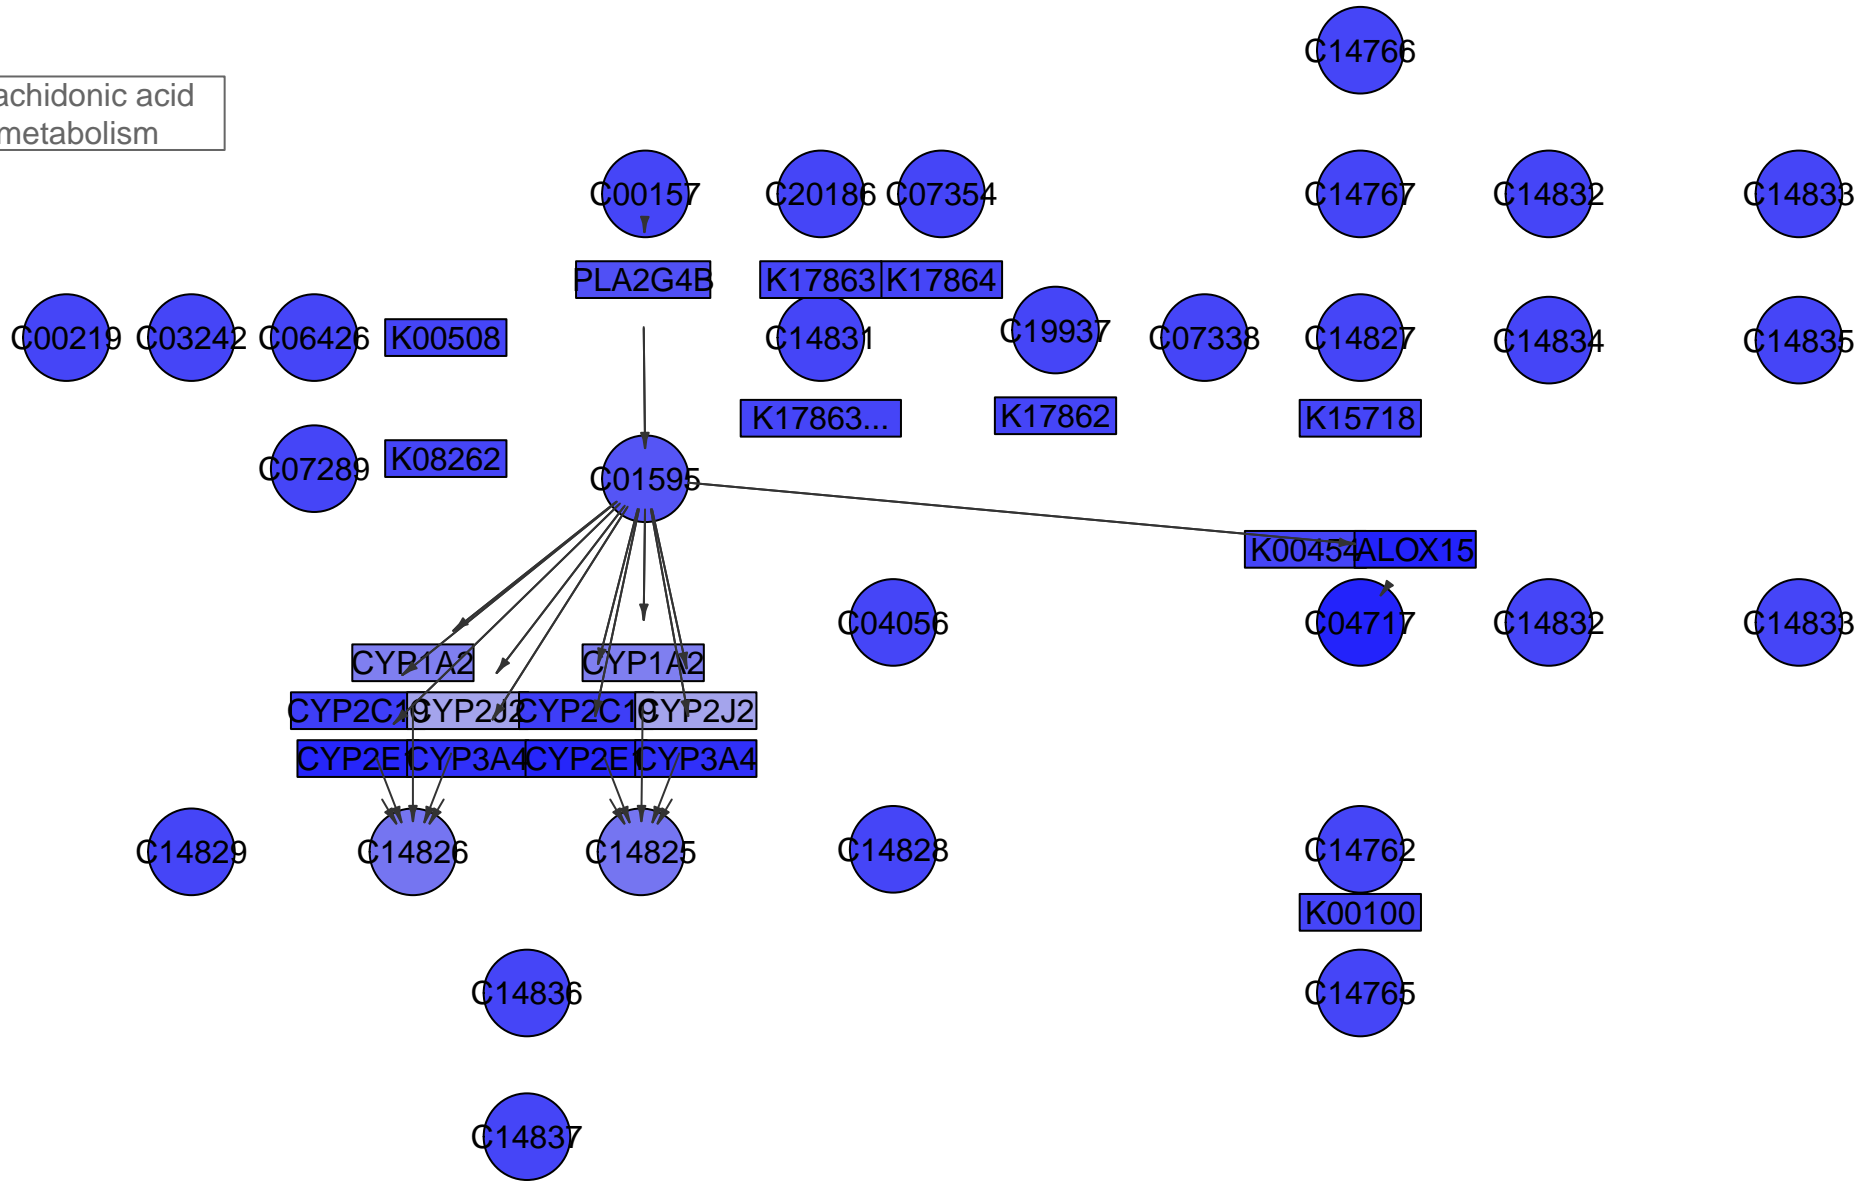 C14766
achidonic acid
metabolism
C00157
C20186
C07354
C14767
C14832
C14833
PLA2G4B
K17863
K17864
C00219
C03242
C06426
K00508
C14831
C19937
C07338
C14827
C14834
C14835
K17863...
K17862
K15718
C07289
K08262
C01595
K00454
ALOX15
C04056
C04717
C14832
C14833
CYP1A2
CYP1A2
CYP2C19
CYP2J2
CYP2C19
CYP2J2
CYP2E1
CYP3A4
CYP2E1
CYP3A4
C14829
C14826
C14825
C14828
C14762
K00100
C14836
C14765
C14837